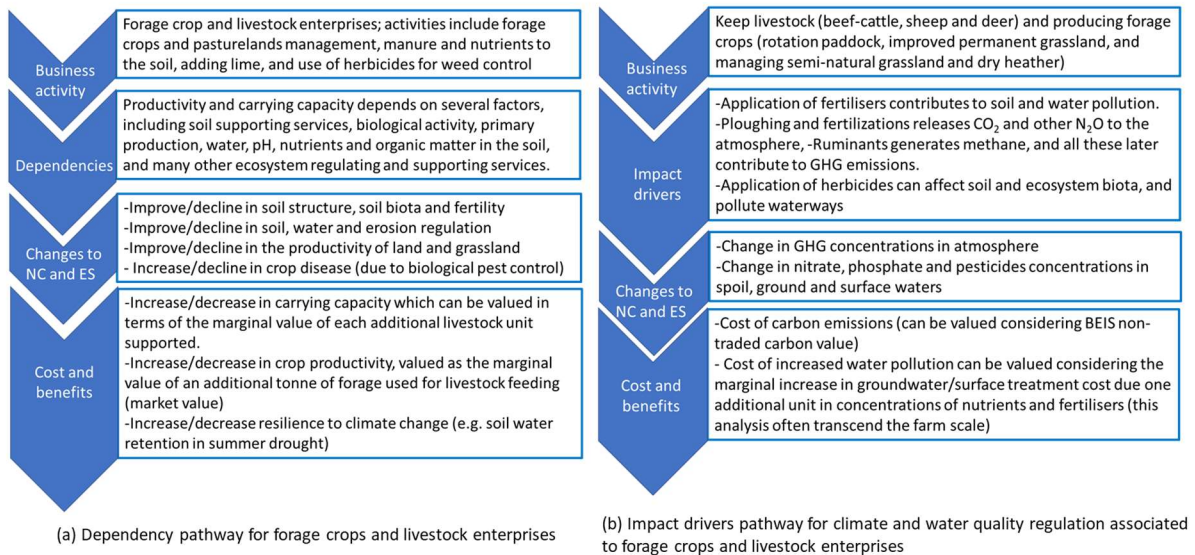 Business
activity
Forage crop and livestock enterprises; activities include forage
crops and pasturelands management, manure and nutrients to
the soil, adding lime, and use of herbicides for weed control
Dependencies
Productivity and carrying capacity depends on several factors,
including soil supporting services, biological activity, primary
production, water, pH, nutrients and organic matter in the soil,
and many other ecosystem regulating and supporting services.
Changes to
NC and ES
-Improve/decline in soil structure, soil biota and fertility
-Improve/decline in soil, water and erosion regulation
-Improve/decline in the productivity of land and grassland
- Increase/decline in crop disease (due to biological pest control)
Cost and
benefits
-Increase/decrease in carrying capacity which can be valued in
terms of the marginal value of each additional livestock unit
supported.
-Increase/decrease in crop productivity, valued as the marginal
value of an additional tonne of forage used for livestock feeding
(market value)
-Increase/decrease resilience to climate change (e.g. soil water
retention in summer drought)
(a) Dependency pathway for forage crops and livestock enterprises
Business
activity
Keep livestock (beef-cattle, sheep and deer) and producing forage
crops (rotation paddock, improved permanent grassland, and
managing semi-natural grassland and dry heather)
Impact
drivers
-Application of fertilisers contributes to soil and water pollution.
-Ploughing and fertilizations releases CO₂ and other N₂O to the
atmosphere, -Ruminants generates methane, and all these later
contribute to GHG emissions.
-Application of herbicides can affect soil and ecosystem biota, and
pollute waterways
Changes to
NC and ES
-Change in GHG concentrations in atmosphere
-Change in nitrate, phosphate and pesticides concentrations in
spoil, ground and surface waters
Cost and
benefits
-Cost of carbon emissions (can be valued considering BEIS non-
traded carbon value)
- Cost of increased water pollution can be valued considering the
marginal increase in groundwater/surface treatment cost due one
additional unit in concentrations of nutrients and fertilisers (this
analysis often transcend the farm scale)
(b) Impact drivers pathway for climate and water quality regulation associated
to forage crops and livestock enterprises